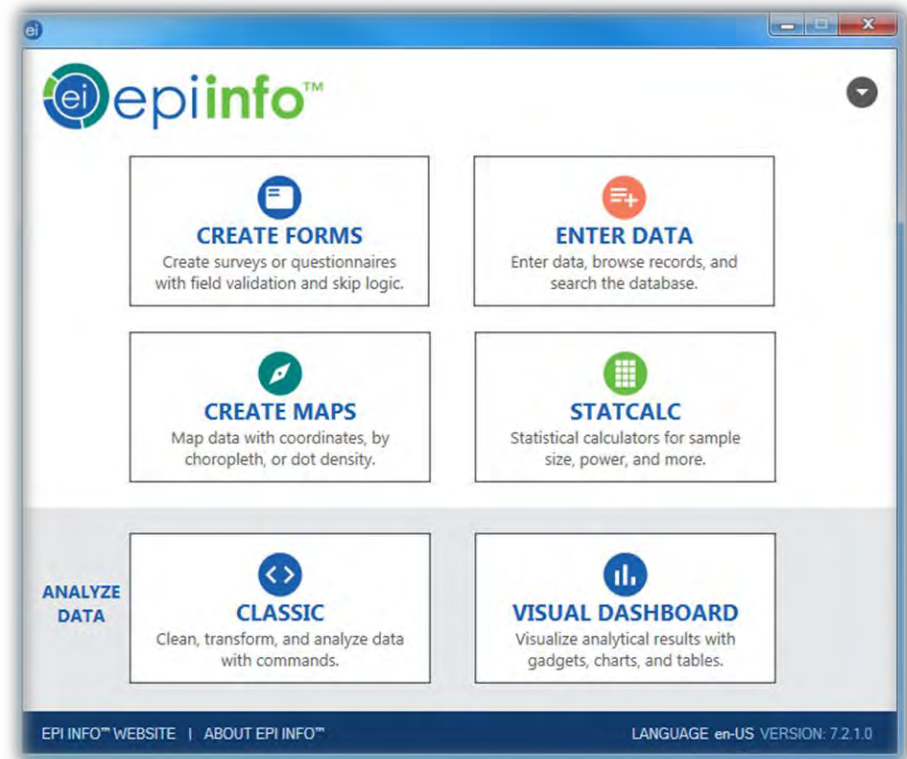 ei
ei epiinfo™
CREATE FORMS
Create surveys or questionnaires
with field validation and skip logic.
ENTER DATA
Enter data, browse records, and
search the database.
CREATE MAPS
Map data with coordinates, by
choropleth, or dot density.
STATCALC
Statistical calculators for sample
size, power, and more.
ANALYZE
DATA
CLASSIC
Clean, transform, and analyze data
with commands.
VISUAL DASHBOARD
Visualize analytical results with
gadgets, charts, and tables.
EPI INFO™ WEBSITE | ABOUT EPI INFO™
LANGUAGE en-US VERSION: 7.2.1.0